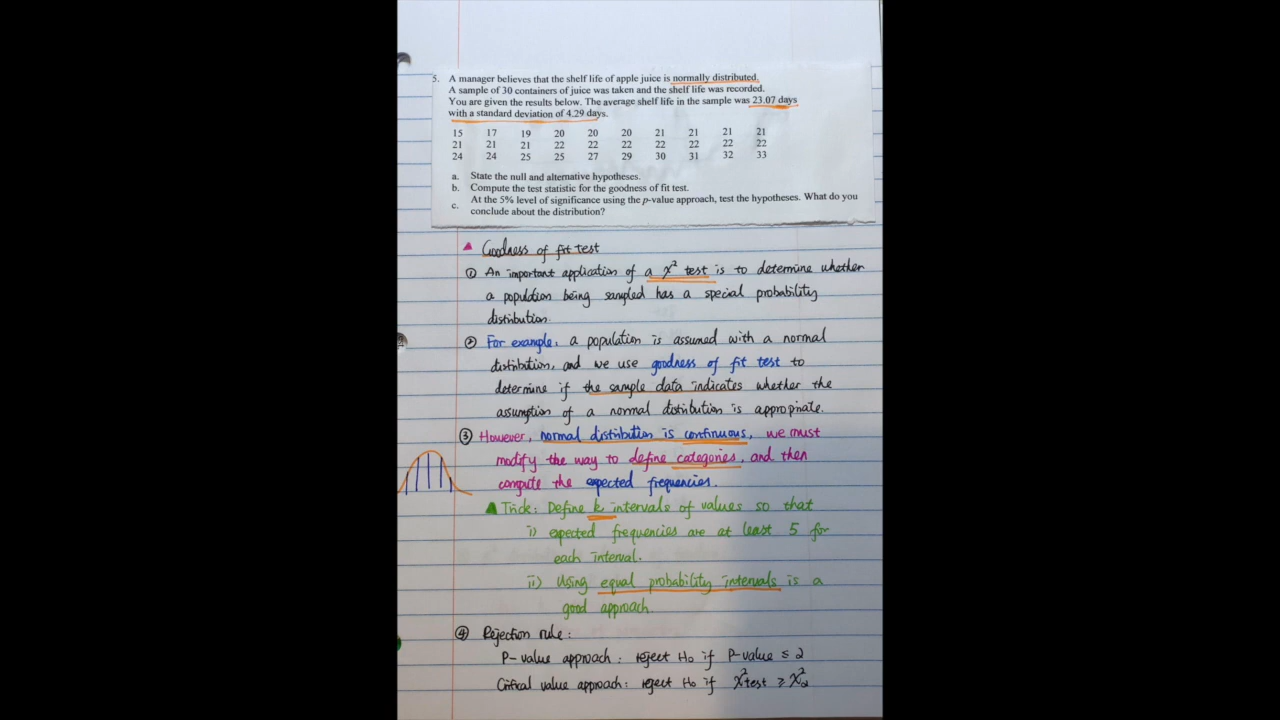 5. A manager believes that the shelf life of apple juice is normally distributed.
A sample of 30 containers of juice was taken and the shelf life was recorded.
You are given the results below. The average shelf life in the sample was 23.07 days
with a standard deviation of 4.29 days.
15 17 19 20 20 20 21 21 21 21
21 21 21 22 22 22 22 22 22 22
24 24 25 25 27 29 30 31 32 33
a. State the null and alternative hypotheses.
b. Compute the test statistic for the goodness of fit test.
c. At the 5% level of significance using the p-value approach, test the hypotheses. What do you
conclude about the distribution?
▲ Goodness of fit test
① An important application of a χ² test is to determine whether
a population being sampled has a special probability
distribution.
② For example, a population is assumed with a normal
distribution, and we use goodness of fit test to
determine if the sample data indicates whether the
assumption of a normal distribution is appropriate.
③ However, normal distribution is continuous, we must
modify the way to define categories, and then
compute the expected frequencies.
▲ Trick: Define k intervals of values so that
i) expected frequencies are at least 5 for
each interval.
ii) Using equal probability intervals is a
good approach.
④ Rejection rule:
P-value approach: reject H₀ if P-value ≤ α
Critical value approach: reject H₀ if χ²test ≥ χ²α